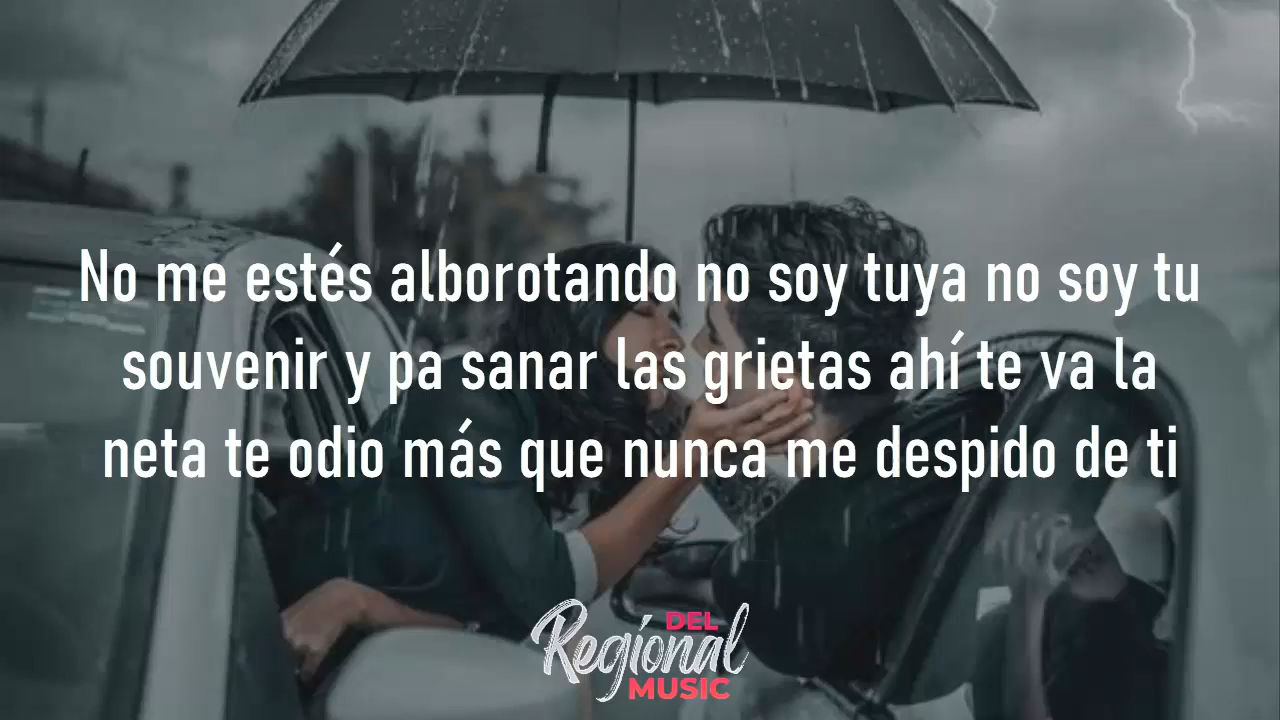 No me estés alborotando no soy tuya no soy tu
souvenir y pa sanar las grietas ahí te va la
neta te odio más que nunca me despido de ti
DEL
Regional
MUSIC